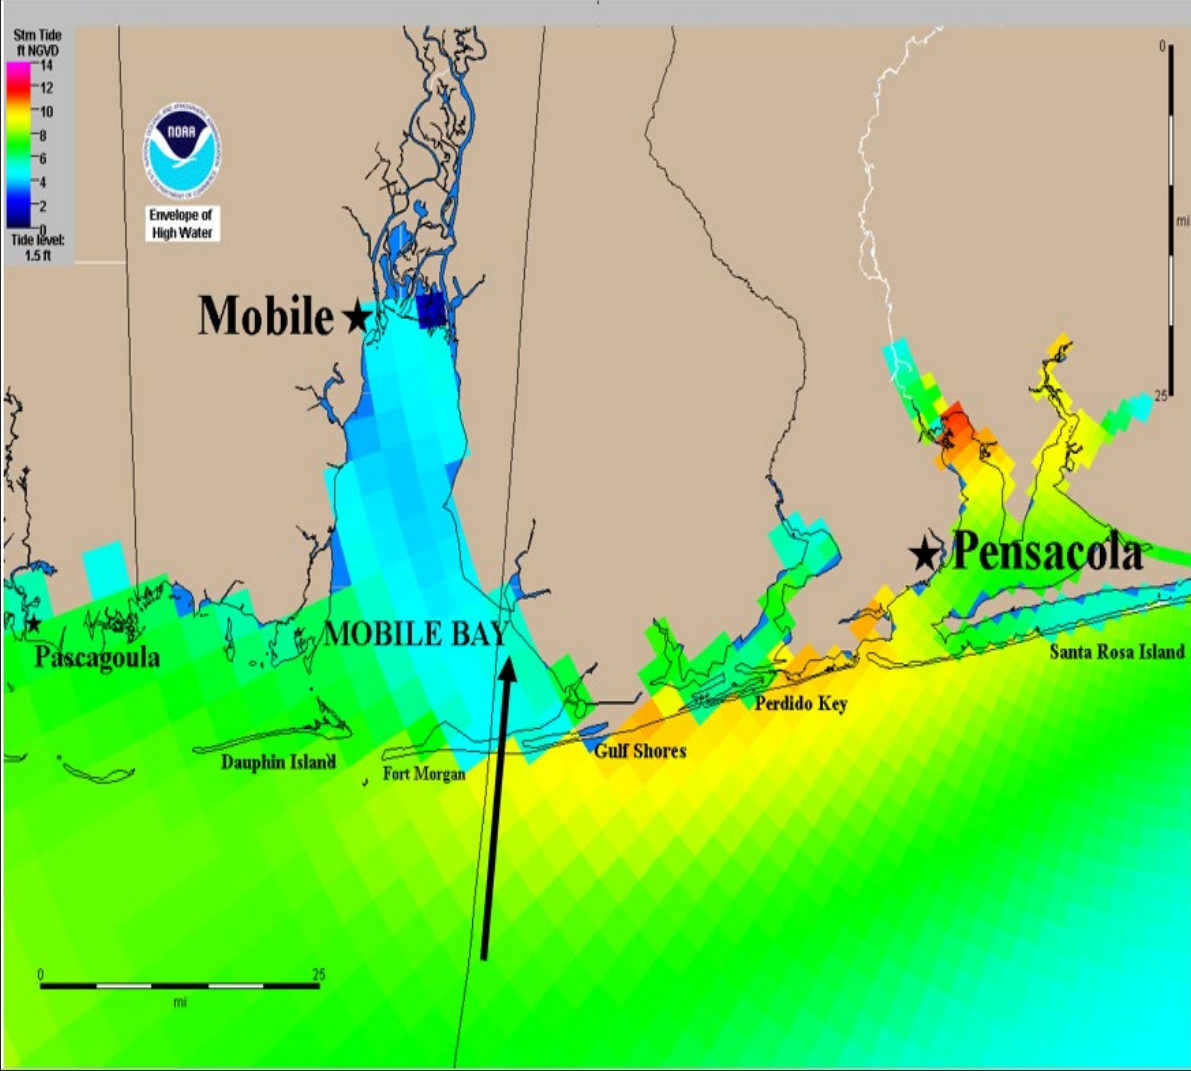 Stm Tide
ft NGVD
14
12
10
8
6
4
2
0
Tide level:
1.5 ft
NOAA
Envelope of
High Water
0
mi
25
Mobile
Pensacola
MOBILE BAY
Pascagoula
Santa Rosa Island
Perdido Key
Gulf Shores
Dauphin Island
Fort Morgan
0
25
mi